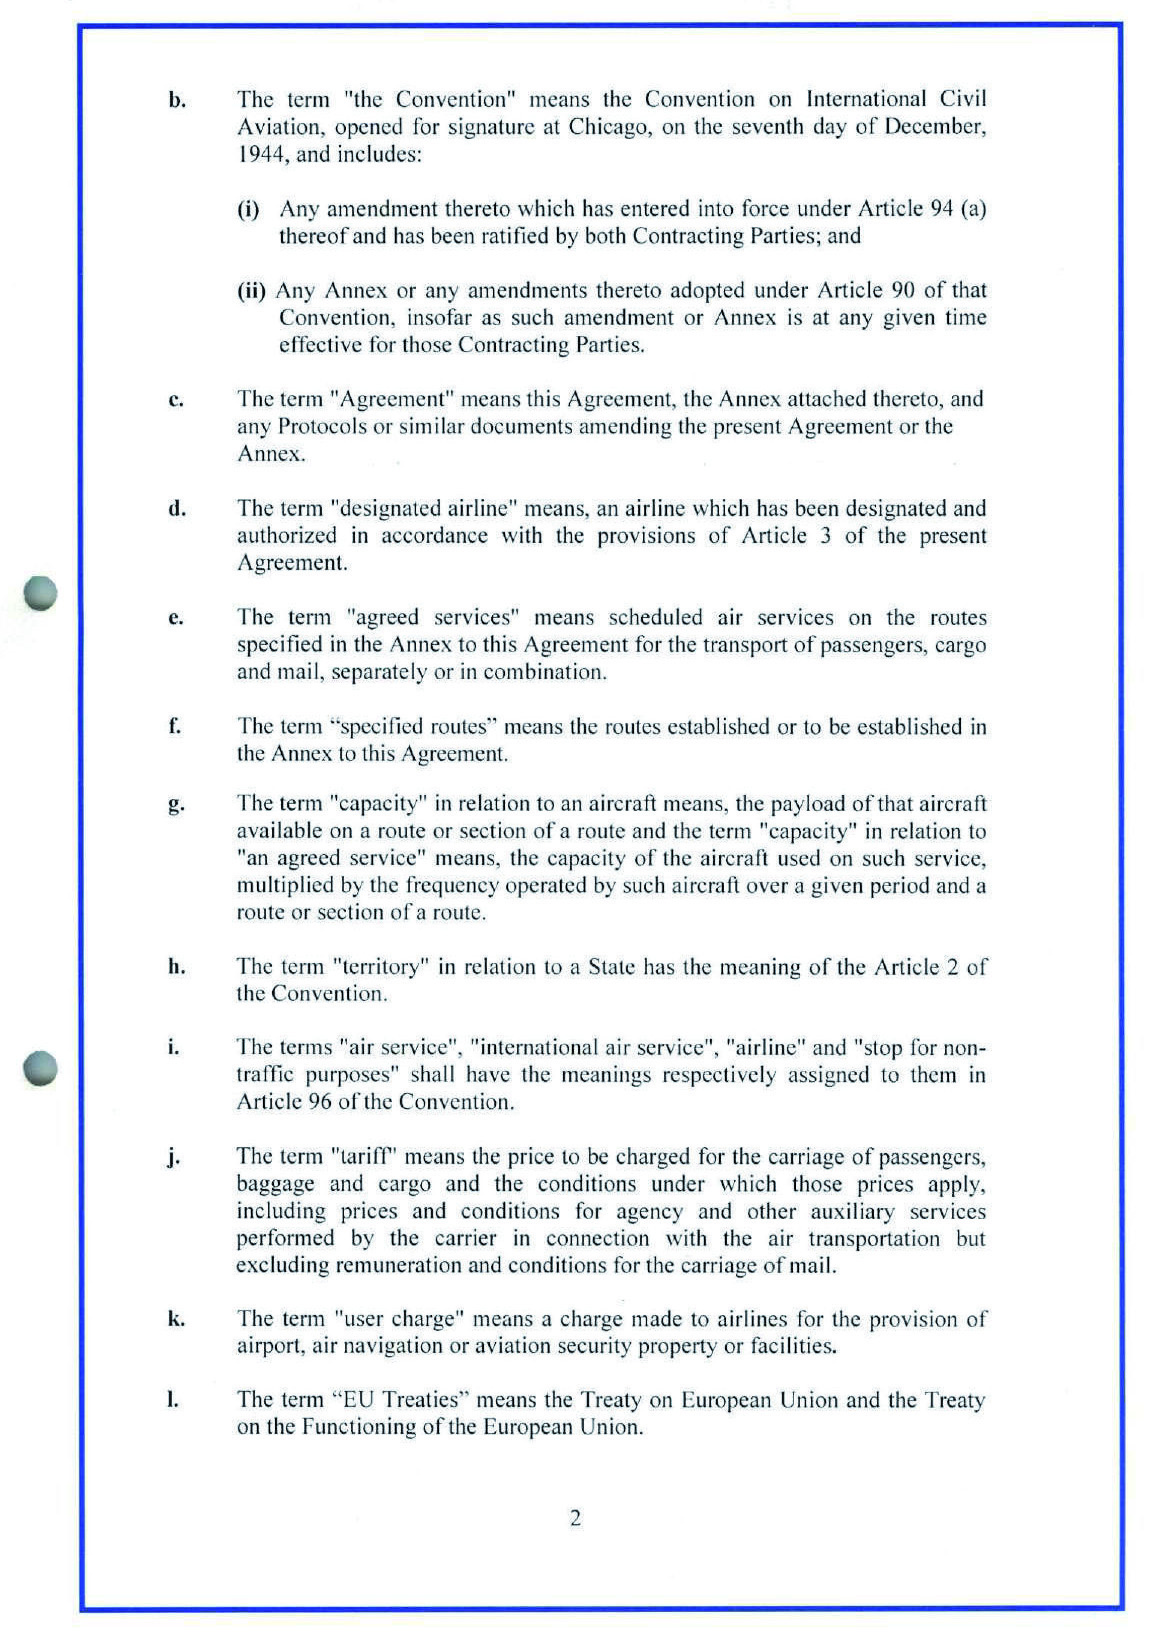 b. The term "the Convention" means the Convention on International Civil
Aviation, opened for signature at Chicago, on the seventh day of December,
1944, and includes:
(i) Any amendment thereto which has entered into force under Article 94 (a)
thereof and has been ratified by both Contracting Parties; and
(ii) Any Annex or any amendments thereto adopted under Article 90 of that
Convention, insofar as such amendment or Annex is at any given time
effective for those Contracting Parties.
c. The term "Agreement" means this Agreement, the Annex attached thereto, and
any Protocols or similar documents amending the present Agreement or the
Annex.
d. The term "designated airline" means, an airline which has been designated and
authorized in accordance with the provisions of Article 3 of the present
Agreement.
e. The term "agreed services" means scheduled air services on the routes
specified in the Annex to this Agreement for the transport of passengers, cargo
and mail, separately or in combination.
f. The term “specified routes” means the routes established or to be established in
the Annex to this Agreement.
g. The term "capacity" in relation to an aircraft means, the payload of that aircraft
available on a route or section of a route and the term "capacity" in relation to
"an agreed service" means, the capacity of the aircraft used on such service,
multiplied by the frequency operated by such aircraft over a given period and a
route or section of a route.
h. The term "territory" in relation to a State has the meaning of the Article 2 of
the Convention.
i. The terms "air service", "international air service", "airline" and "stop for non-
traffic purposes" shall have the meanings respectively assigned to them in
Article 96 of the Convention.
j. The term "tariff" means the price to be charged for the carriage of passengers,
baggage and cargo and the conditions under which those prices apply,
including prices and conditions for agency and other auxiliary services
performed by the carrier in connection with the air transportation but
excluding remuneration and conditions for the carriage of mail.
k. The term "user charge" means a charge made to airlines for the provision of
airport, air navigation or aviation security property or facilities.
l. The term “EU Treaties” means the Treaty on European Union and the Treaty
on the Functioning of the European Union.
2